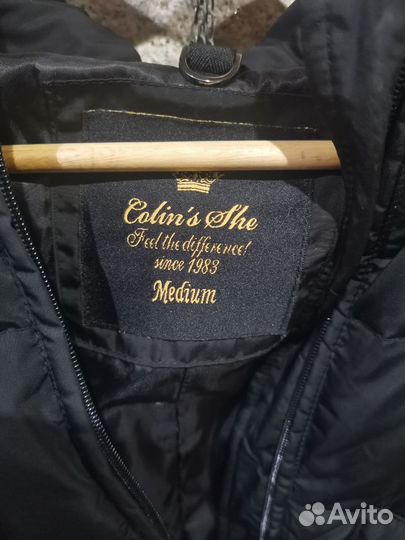 Colin's She
Feel the difference!
since 1983
Medium
Avito